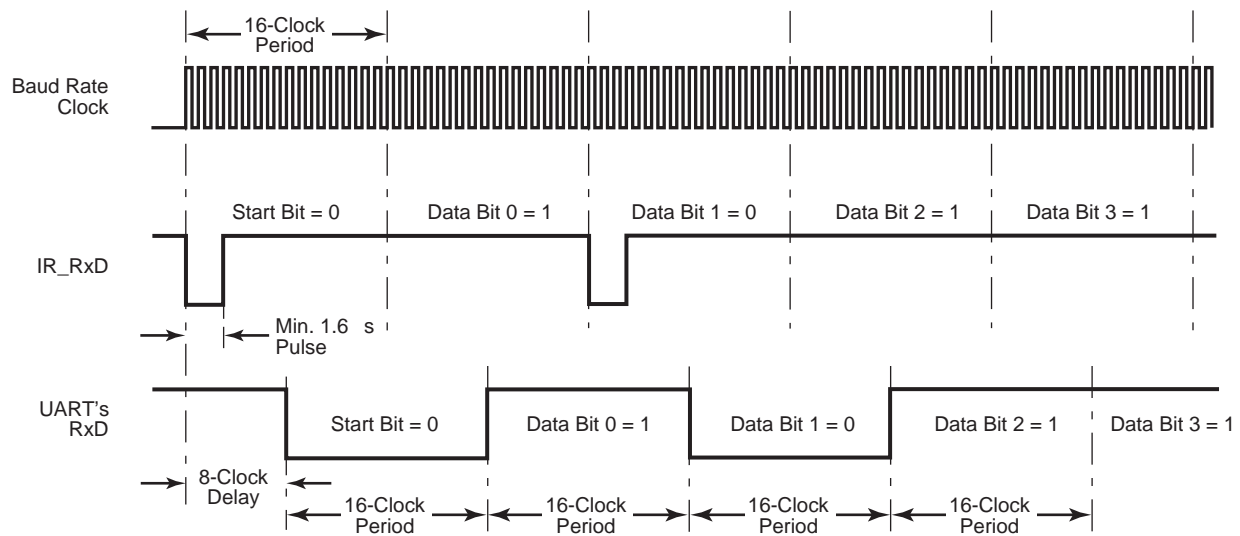 16-Clock
Period
Baud Rate
Clock
Start Bit = 0
Data Bit 0 = 1
Data Bit 1 = 0
Data Bit 2 = 1
Data Bit 3 = 1
IR_RxD
Min. 1.6 s
Pulse
UART's
RxD
Start Bit = 0
Data Bit 0 = 1
Data Bit 1 = 0
Data Bit 2 = 1
Data Bit 3 = 1
8-Clock
Delay
16-Clock
Period
16-Clock
Period
16-Clock
Period
16-Clock
Period